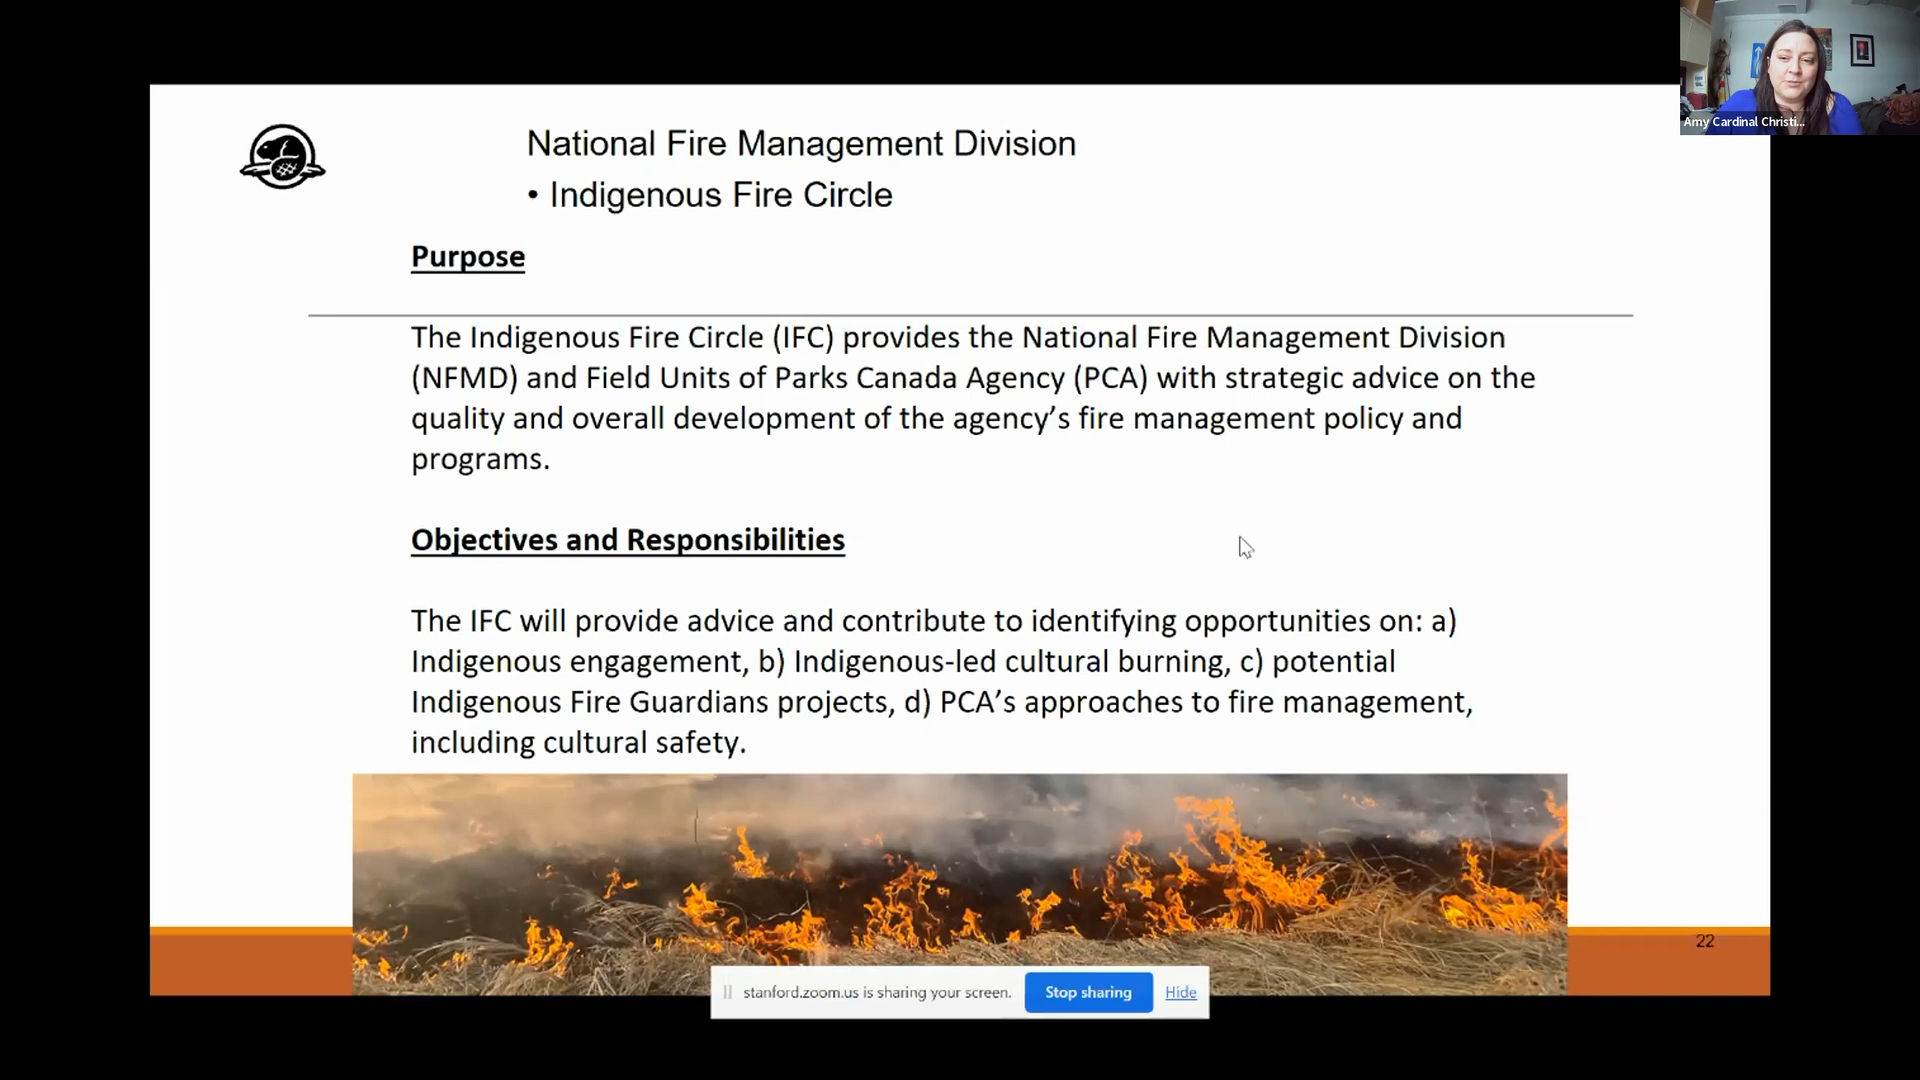 National Fire Management Division
• Indigenous Fire Circle
Purpose
The Indigenous Fire Circle (IFC) provides the National Fire Management Division
(NFMD) and Field Units of Parks Canada Agency (PCA) with strategic advice on the
quality and overall development of the agency’s fire management policy and
programs.
Objectives and Responsibilities
The IFC will provide advice and contribute to identifying opportunities on: a)
Indigenous engagement, b) Indigenous-led cultural burning, c) potential
Indigenous Fire Guardians projects, d) PCA’s approaches to fire management,
including cultural safety.
22
stanford.zoom.us is sharing your screen.
Stop sharing
Hide
Amy Cardinal Christi...